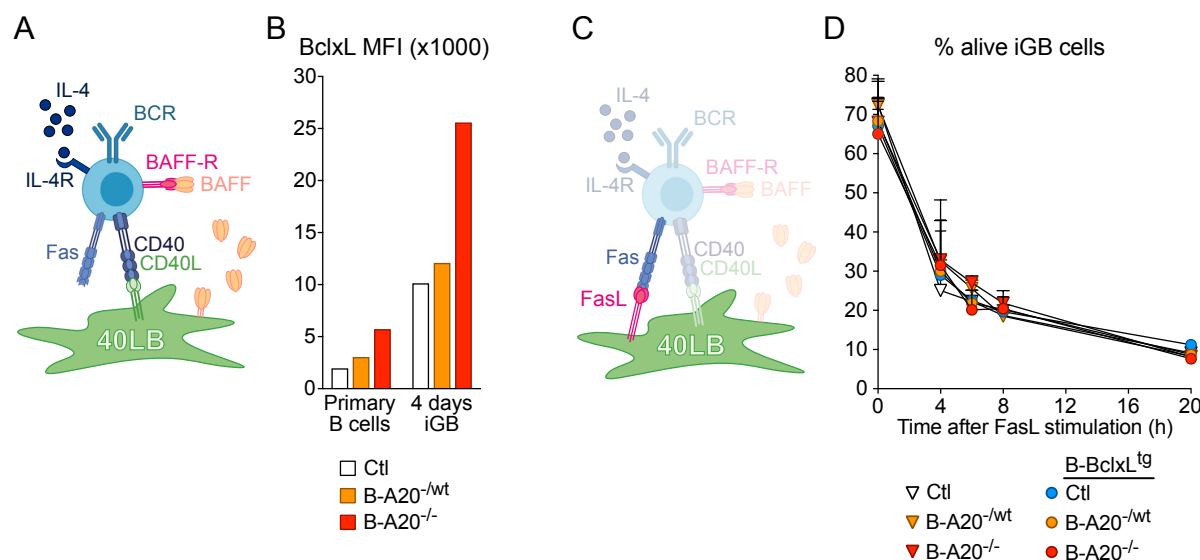 A
IL-4
BCR
BAFF-R
BAFF
IL-4R
Fas
CD40
CD40L
40LB
B
BclxL MFI (x1000)
30
25
20
15
10
5
0
Primary
B cells
4 days
iGB
Ctl
B-A20-/wt
B-A20-/-
C
IL-4
BCR
BAFF-R
BAFF
IL-4R
Fas
CD40
CD40L
FasL
40LB
D
% alive iGB cells
80
70
60
50
40
30
20
10
0
0 4 8 12 16 20
Time after FasL stimulation (h)
B-BclxLtg
Ctl Ctl
B-A20-/wt B-A20-/wt
B-A20-/- B-A20-/-